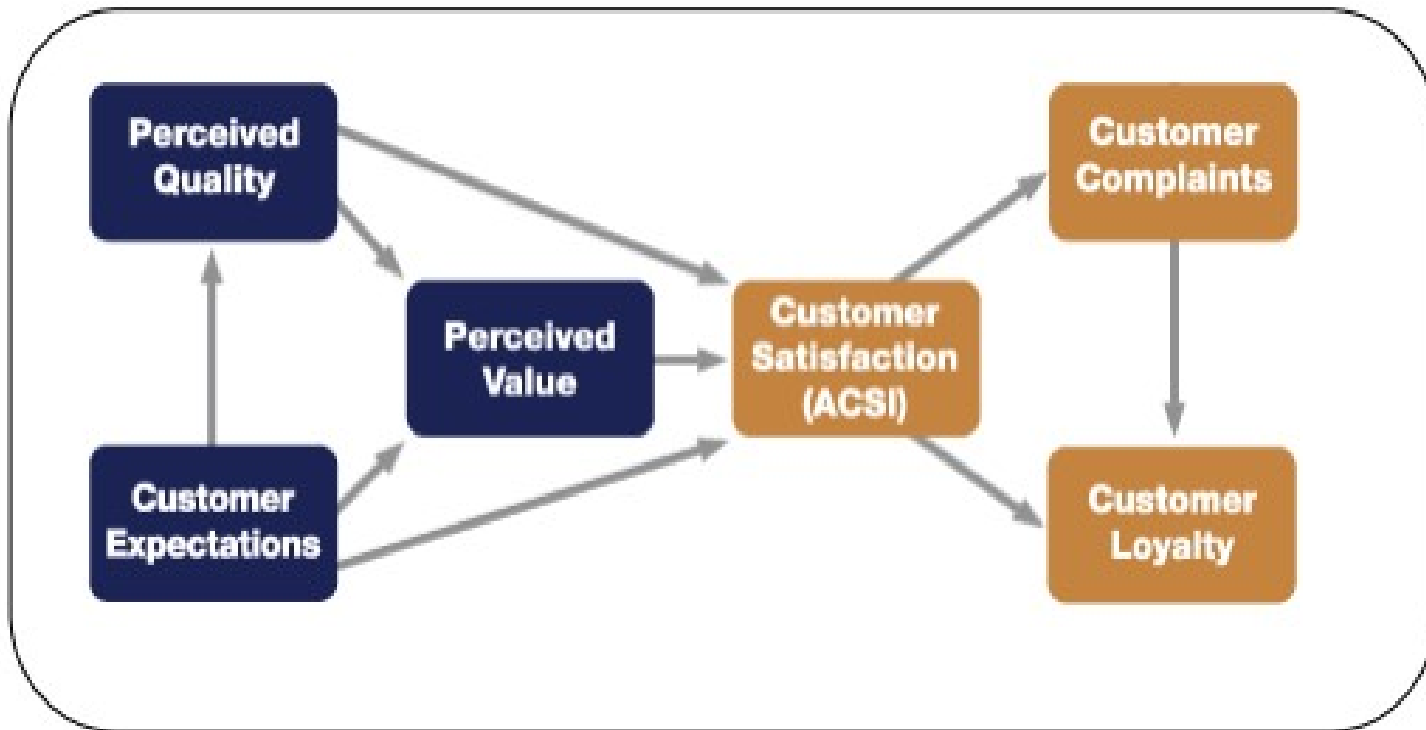 Perceived
Quality
Customer
Complaints
Perceived
Value
Customer
Satisfaction
(ACSI)
Customer
Expectations
Customer
Loyalty